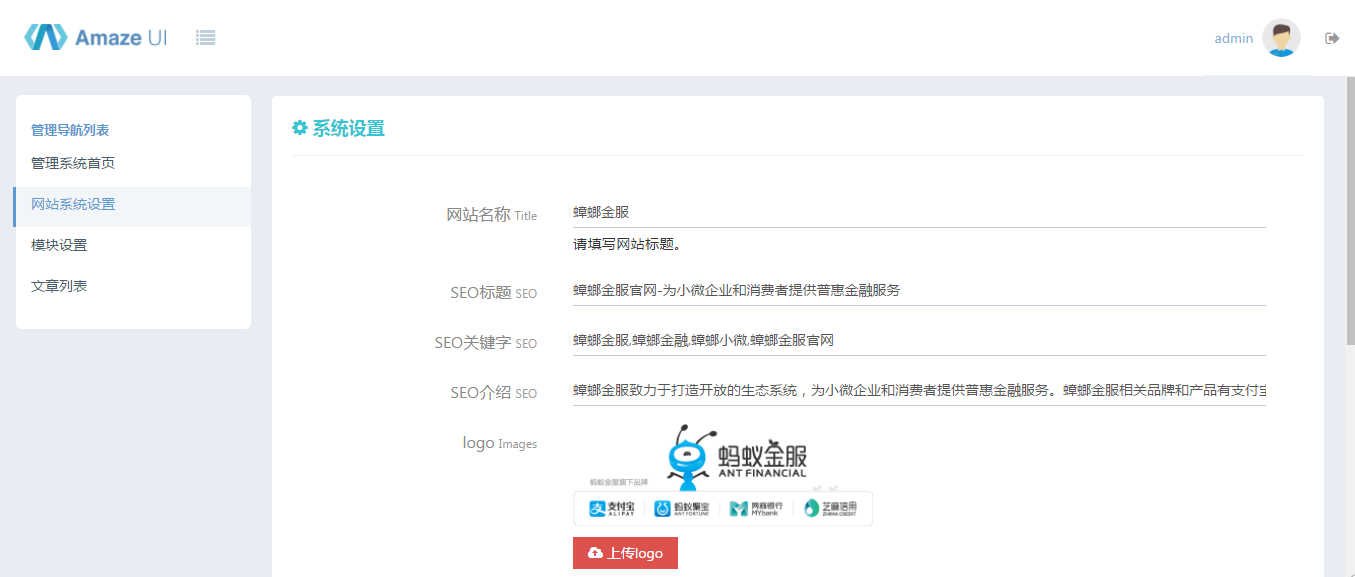 Amaze UI
admin
管理导航列表
管理系统首页
网站系统设置
模块设置
文章列表
系统设置
网站名称 Title
蟑螂金服
请填写网站标题。
SEO标题 SEO
蟑螂金服官网-为小微企业和消费者提供普惠金融服务
SEO关键字 SEO
蟑螂金服,蟑螂金融,蟑螂小微,蟑螂金服官网
SEO介绍 SEO
蟑螂金服致力于打造开放的生态系统，为小微企业和消费者提供普惠金融服务。蟑螂金服相关品牌和产品有支付宝
logo Images
蚂蚁金服
ANT FINANCIAL
蚂蚁金服旗下品牌
支付宝
ALIPAY
蚂蚁聚宝
ANT FORTUNE
网商银行
MYbank
芝麻信用
ZHIMA CREDIT
上传logo